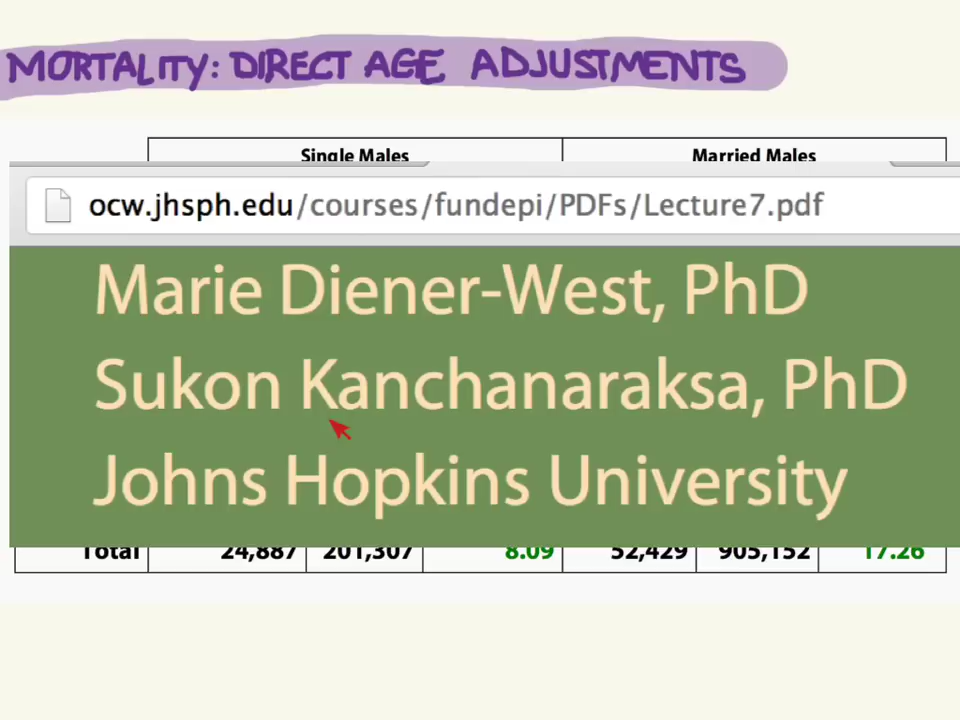 MORTALITY: DIRECT AGE ADJUSTMENTS
Single Males Married Males
ocw.jhsph.edu/courses/fundepi/PDFs/Lecture7.pdf
Marie Diener-West, PhD
Sukon Kanchanaraksa, PhD
Johns Hopkins University
Total 24,887 201,307 8.09 52,429 905,152 17.26